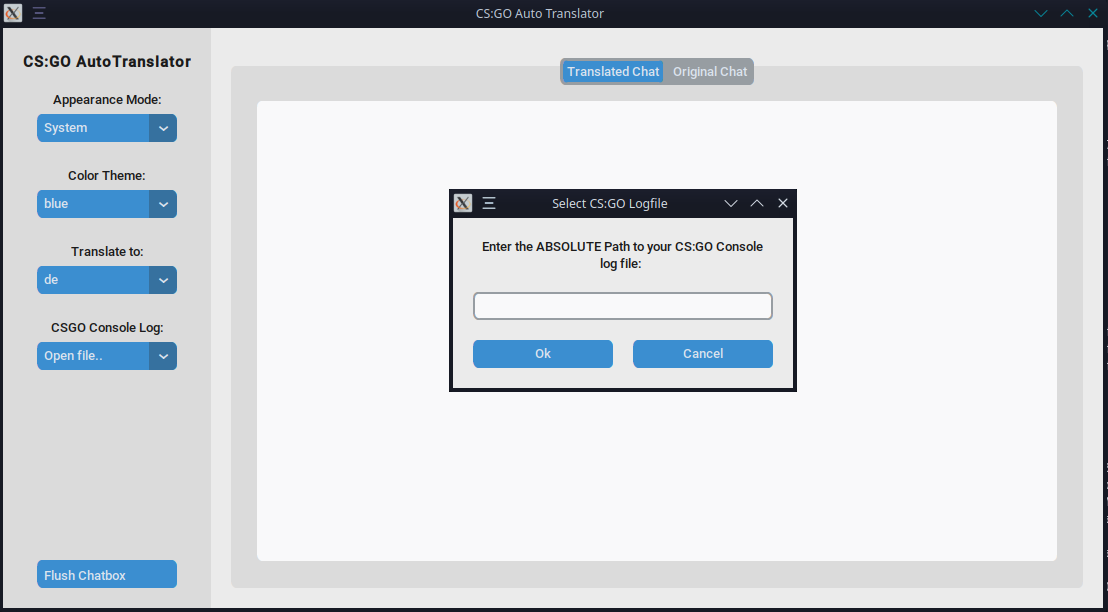 CS:GO Auto Translator
CS:GO AutoTranslator
Appearance Mode:
System
Color Theme:
blue
Translate to:
de
CSGO Console Log:
Open file..
Flush Chatbox
Translated Chat
Original Chat
Select CS:GO Logfile
Enter the ABSOLUTE Path to your CS:GO Console
log file:
Ok
Cancel